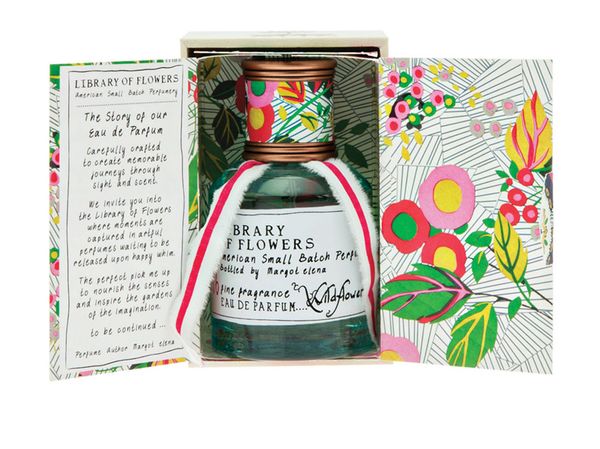 LIBRARY OF FLOWERS
American Small Batch Perfumery
The Story of our
Eau de Parfum
Carefully crafted
to create memorable
journeys through
sight and scent.
We invite you into
the Library of Flowers
where moments are
captured in artful
perfumes waiting to be
released upon happy whim.
The perfect pick me up
to nourish the senses
and inspire the gardens
of the imagination.
to be continued ...
Perfume Author Margot Elena
IBRARY
OF FLOWERS
American Small Batch Perfu
Bottled by Margot Elena
fine fragrance
EAU DE PARFUM.... Wildflower